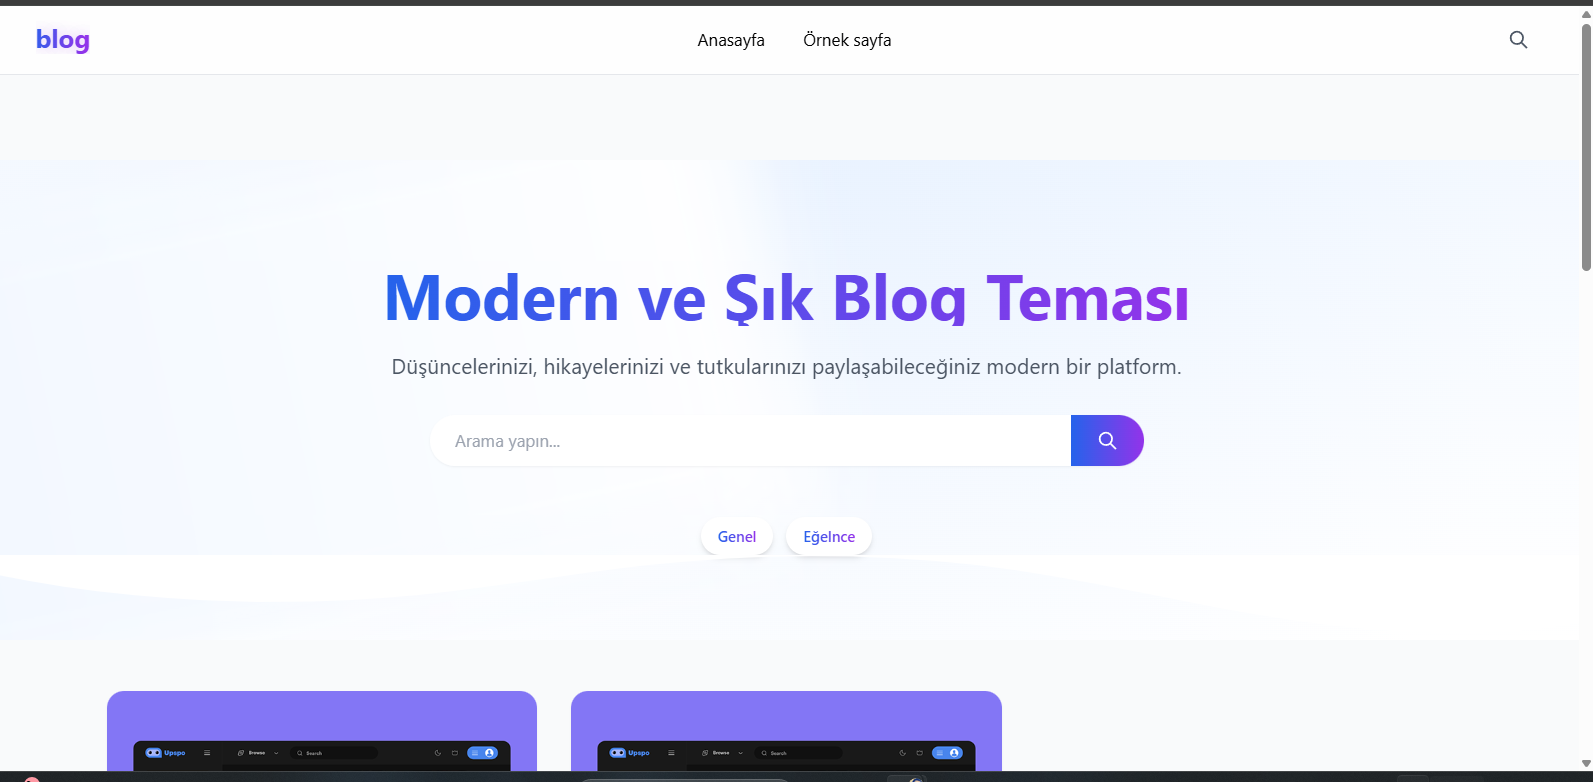 blog
Anasayfa
Örnek sayfa
Modern ve Şık Blog Teması
Düşüncelerinizi, hikayelerinizi ve tutkularınızı paylaşabileceğiniz modern bir platform.
Arama yapın...
Genel
Eğelnce
Upspo
Browse
Search
Upspo
Browse
Search